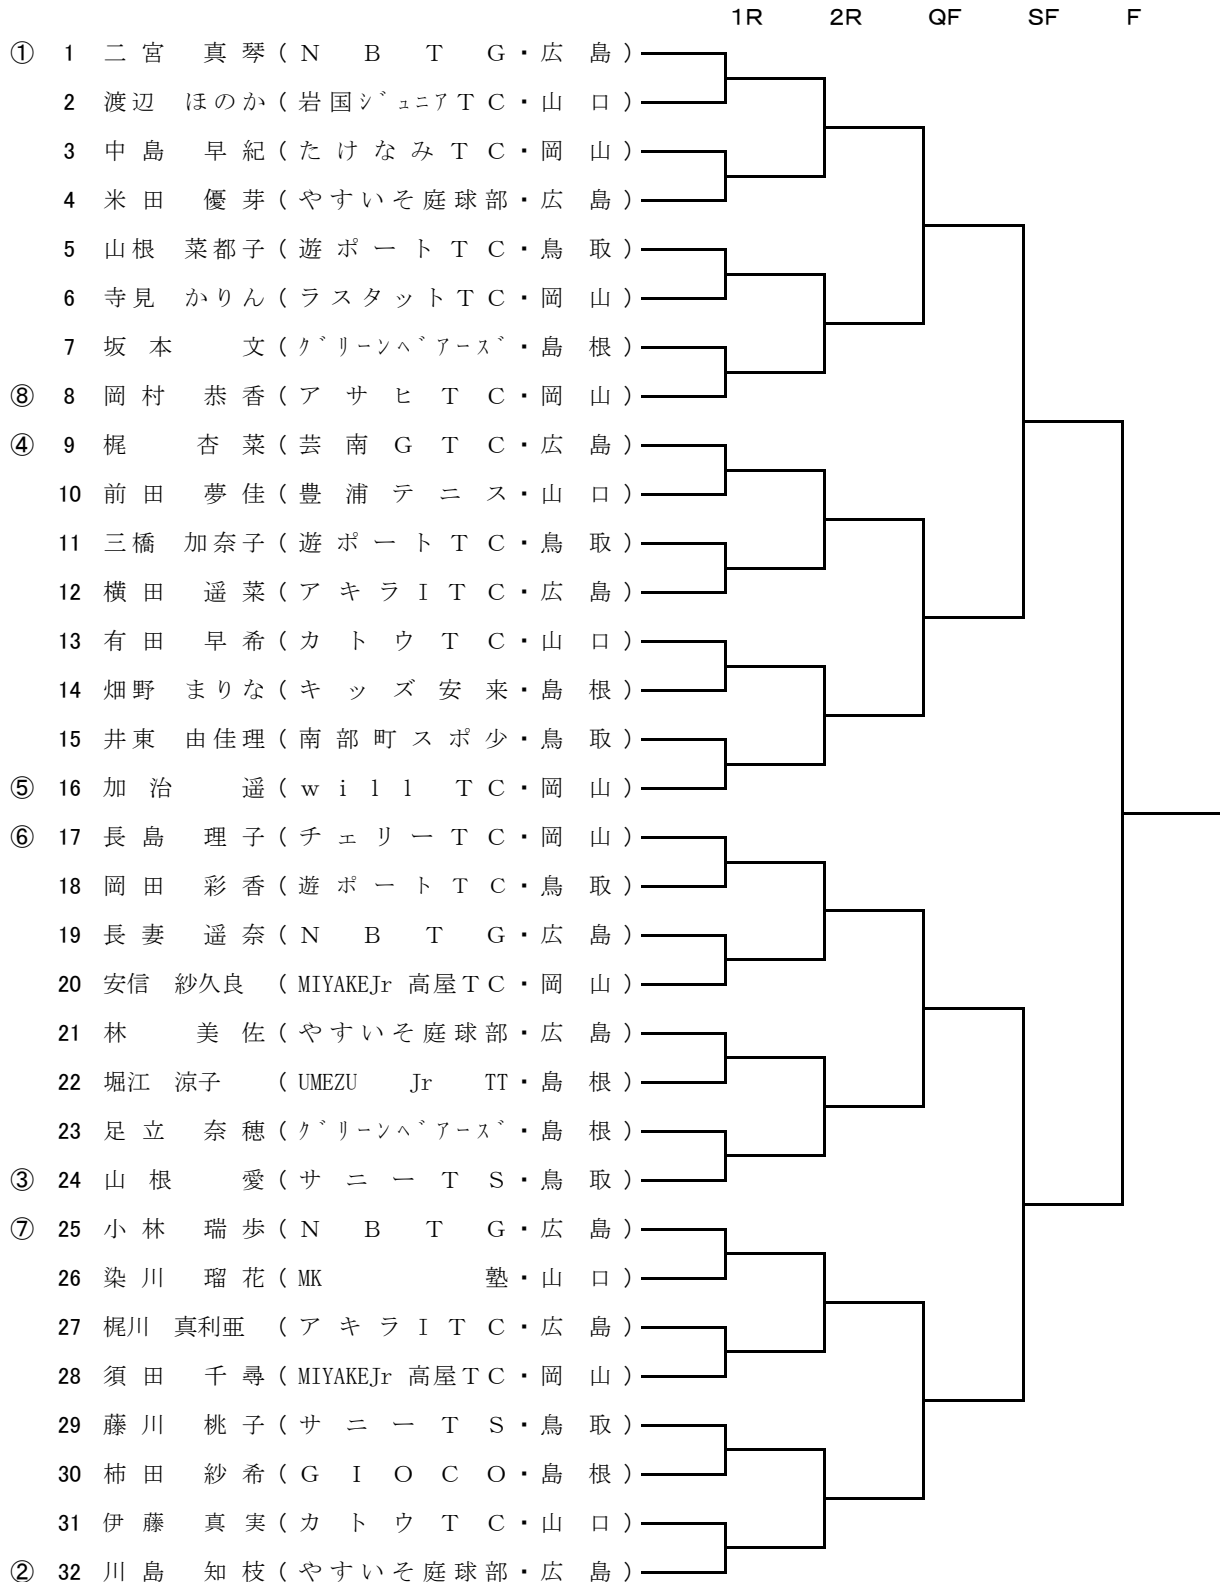 1R 2R QF SF F
① 1 二宮 真琴(NBTG・広島)
2 渡辺 ほのか(岩国ｼﾞｭﾆｱTC・山口)
3 中島 早紀(たけなみTC・岡山)
4 米田 優芽(やすいそ庭球部・広島)
5 山根 菜都子(遊ポートTC・鳥取)
6 寺見 かりん(ラスタットTC・岡山)
7 坂本 文(ｸﾞﾘｰﾝﾍﾞｱｰｽﾞ・島根)
⑧ 8 岡村 恭香(アサヒTC・岡山)
④ 9 梶 杏菜(芸南GTC・広島)
10 前田 夢佳(豊浦テニス・山口)
11 三橋 加奈子(遊ポートTC・鳥取)
12 横田 遥菜(アキラITC・広島)
13 有田 早希(カトウTC・山口)
14 畑野 まりな(キッズ安来・島根)
15 井東 由佳理(南部町スポ少・鳥取)
⑤ 16 加治 遥(will TC・岡山)
⑥ 17 長島 理子(チェリーTC・岡山)
18 岡田 彩香(遊ポートTC・鳥取)
19 長妻 遥奈(NBTG・広島)
20 安信 紗久良 (MIYAKEJr 高屋TC・岡山)
21 林 美佐(やすいそ庭球部・広島)
22 堀江 涼子 (UMEZU Jr TT・島根)
23 足立 奈穂(ｸﾞﾘｰﾝﾍﾞｱｰｽﾞ・島根)
③ 24 山根 愛(サニーTS・鳥取)
⑦ 25 小林 瑞歩(NBTG・広島)
26 染川 瑠花(MK 塾・山口)
27 梶川 真利亜 (アキラITC・広島)
28 須田 千尋(MIYAKEJr 高屋TC・岡山)
29 藤川 桃子(サニーTS・鳥取)
30 柿田 紗希(GIOCO・島根)
31 伊藤 真実(カトウTC・山口)
② 32 川島 知枝(やすいそ庭球部・広島)